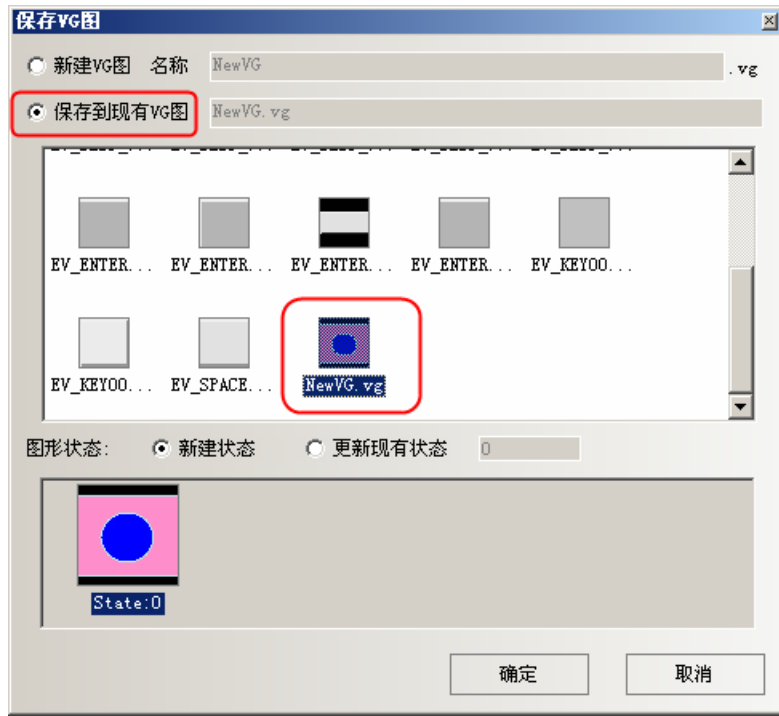 保存VG图
新建VG图 名称 NewVG .vg
保存到现有VG图 NewVG.vg
EV_ENTER... EV_ENTER... EV_ENTER... EV_ENTER... EV_KEY00...
EV_KEY00... EV_SPACE... NewVG.vg
图形状态: 新建状态 更新现有状态 0
State:0
确定 取消